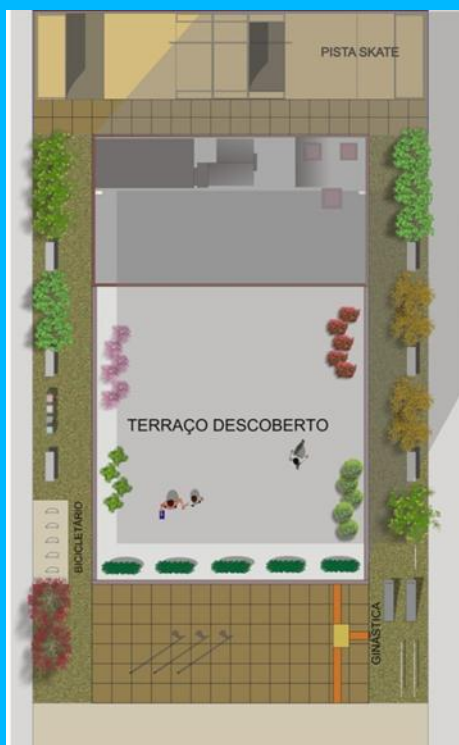 PISTA SKATE
TERRAÇO DESCOBERTO
BICICLETÁRIO
GINÁSTICA